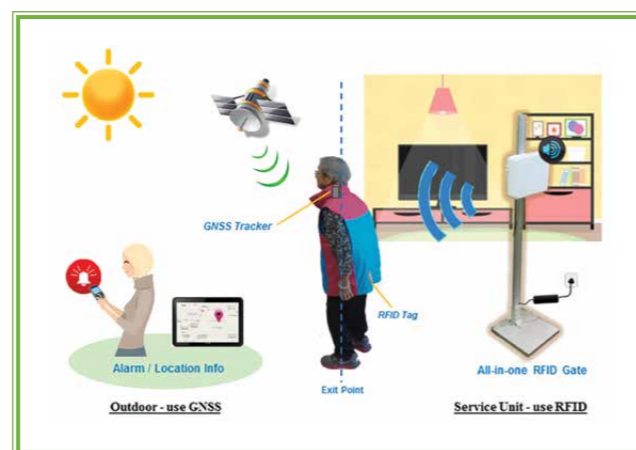 GNSS Tracker
RFID Tag
Alarm / Location Info
All-in-one RFID Gate
Exit Point
Outdoor - use GNSS
Service Unit - use RFID